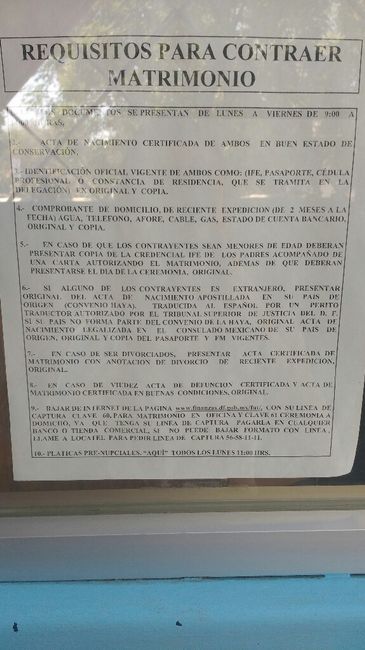 REQUISITOS PARA CONTRAER
MATRIMONIO
LOS DOCUMENTOS SE PRESENTAN DE LUNES A VIERNES DE 9:00 A
HORAS.
2.- ACTA DE NACIMIENTO CERTIFICADA DE AMBOS EN BUEN ESTADO DE
CONSERVACIÓN.
3.- IDENTIFICACIÓN OFICIAL VIGENTE DE AMBOS COMO: (IFE, PASAPORTE, CÉDULA
PROFESIONAL O CONSTANCIA DE RESIDENCIA, QUE SE TRAMITA EN LA
DELEGACIÓN) EN ORIGINAL Y COPIA.
4.- COMPROBANTE DE DOMICILIO, DE RECIENTE EXPEDICION (DE 2 MESES A LA
FECHA) AGUA, TELEFONO, AFORE, CABLE, GAS, ESTADO DE CUENTA BANCARIO,
ORIGINAL Y COPIA.
5.- EN CASO DE QUE LOS CONTRAYENTES SEAN MENORES DE EDAD DEBERAN
PRESENTAR COPIA DE LA CREDENCIAL IFE DE LOS PADRES ACOMPAÑADO DE
UNA CARTA AUTORIZANDO EL MATRIMONIO, ADEMAS DE QUE DEBERAN
PRESENTARSE EL DIA DE LA CEREMONIA, ORIGINAL.
6.- SI ALGUNO DE LOS CONTRAYENTES ES EXTRANJERO, PRESENTAR
ORIGINAL DEL ACTA DE NACIMIENTO APOSTILLADA EN SU PAIS DE
ORIGEN (CONVENIO HAYA). TRADUCIDA AL ESPAÑOL POR UN PERITO
TRADUCTOR AUTORIZADO POR EL TRIBUNAL SUPERIOR DE JUSTICIA DEL D. F.
SI SU PAIS NO FORMA PARTE DEL CONVENIO DE LA HAYA, ORIGINAL ACTA DE
NACIMIENTO LEGALIZADA EN EL CONSULADO MEXICANO DE SU PAIS DE
ORIGEN, ORIGINAL Y COPIA DEL PASAPORTE Y FM VIGENTES.
7.- EN CASO DE SER DIVORCIADOS, PRESENTAR ACTA CERTIFICADA DE
MATRIMONIO CON ANOTACION DE DIVORCIO DE RECIENTE EXPEDICION,
ORIGINAL.
8.- EN CASO DE VIUDEZ ACTA DE DEFUNCION CERTIFICADA Y ACTA DE
MATRIMONIO CERTIFICADA EN BUENAS CONDICIONES, ORIGINAL.
9.- BAJAR DE INTERNET DE LA PAGINA www.finanzas.df.gob.mx/fut/, CON SU LINEA DE
CAPTURA CLAVE 60, PARA MATRIMONIO EN OFICINA Y CLAVE 61 CEREMONIA A
DOMICILIO, YA QUE TENGA SU LINEA DE CAPTURA PAGARLA EN CUALQUIER
BANCO O TIENDA COMERCIAL, SI NO PUEDE BAJAR FORMATO CON LINEA,
LLAME A LOCATEL PARA PEDIR LINEA DE CAPTURA 56-58-11-11.
10.- PLATICAS PRE-NUPCIALES. "AQUÍ" TODOS LOS LUNES 11:00 HRS.